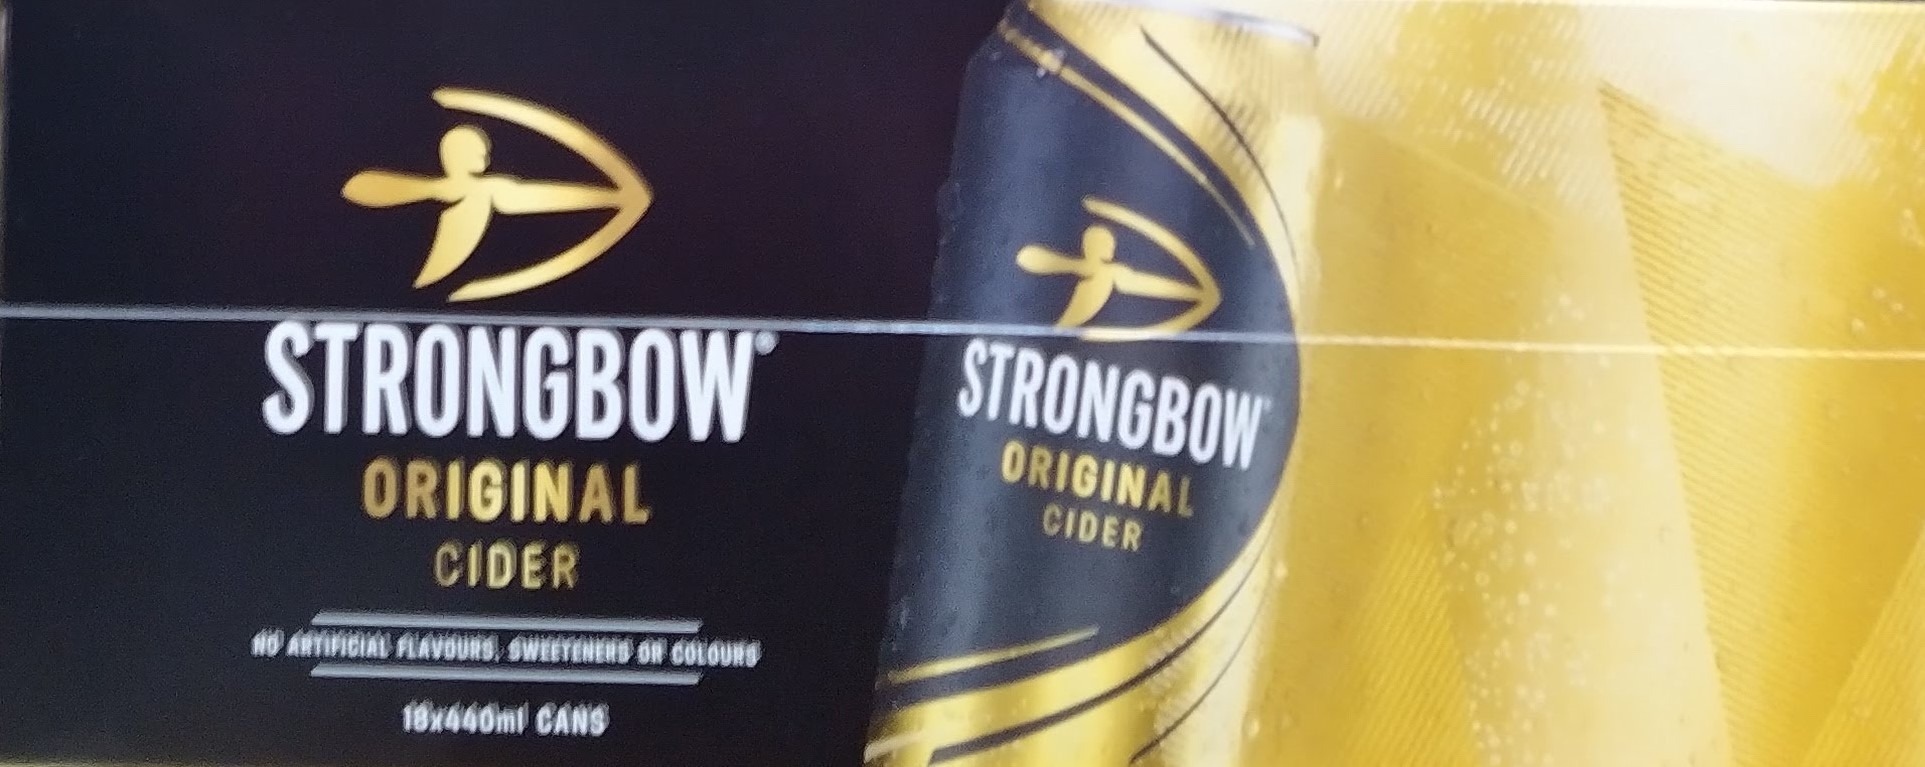 STRONGBOW®
ORIGINAL
CIDER
NO ARTIFICIAL FLAVOURS, SWEETENERS OR COLOURS
18x440ml CANS
STRONGBOW
ORIGINAL
CIDER